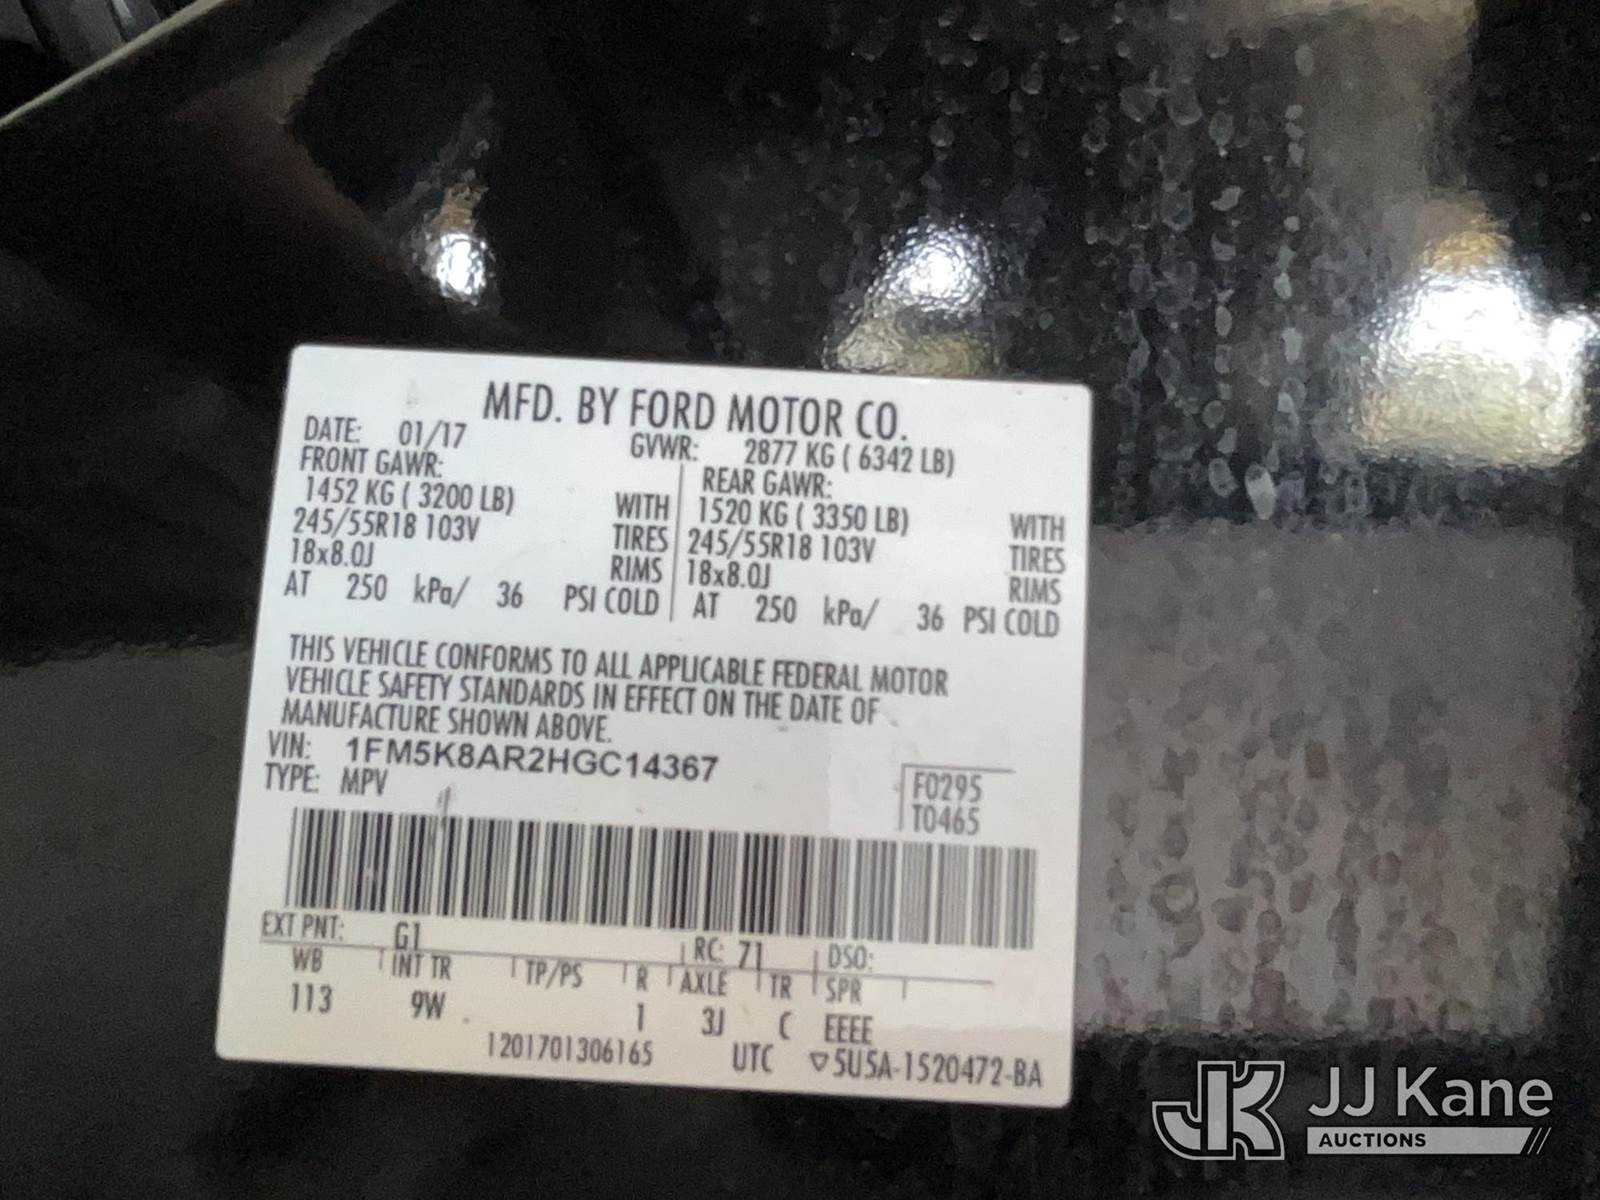 MFD. BY FORD MOTOR CO.
DATE: 01/17 GVWR: 2877 KG ( 6342 LB)
FRONT GAWR: REAR GAWR:
1452 KG ( 3200 LB) WITH 1520 KG ( 3350 LB) WITH
245/55R18 103V TIRES 245/55R18 103V TIRES
18x8.0J RIMS 18x8.0J RIMS
AT 250 kPa/ 36 PSI COLD AT 250 kPa/ 36 PSI COLD
THIS VEHICLE CONFORMS TO ALL APPLICABLE FEDERAL MOTOR
VEHICLE SAFETY STANDARDS IN EFFECT ON THE DATE OF
MANUFACTURE SHOWN ABOVE.
VIN: 1FM5K8AR2HGC14367
TYPE: MPV F0295
T0465
EXT PNT: G1 RC: 71 DSO:
WB INT TR TP/PS R AXLE TR SPR
113 9W 1 3J C EEEE
1201701306165 UTC ▽5U5A-1520472-BA
JK JJ Kane
AUCTIONS